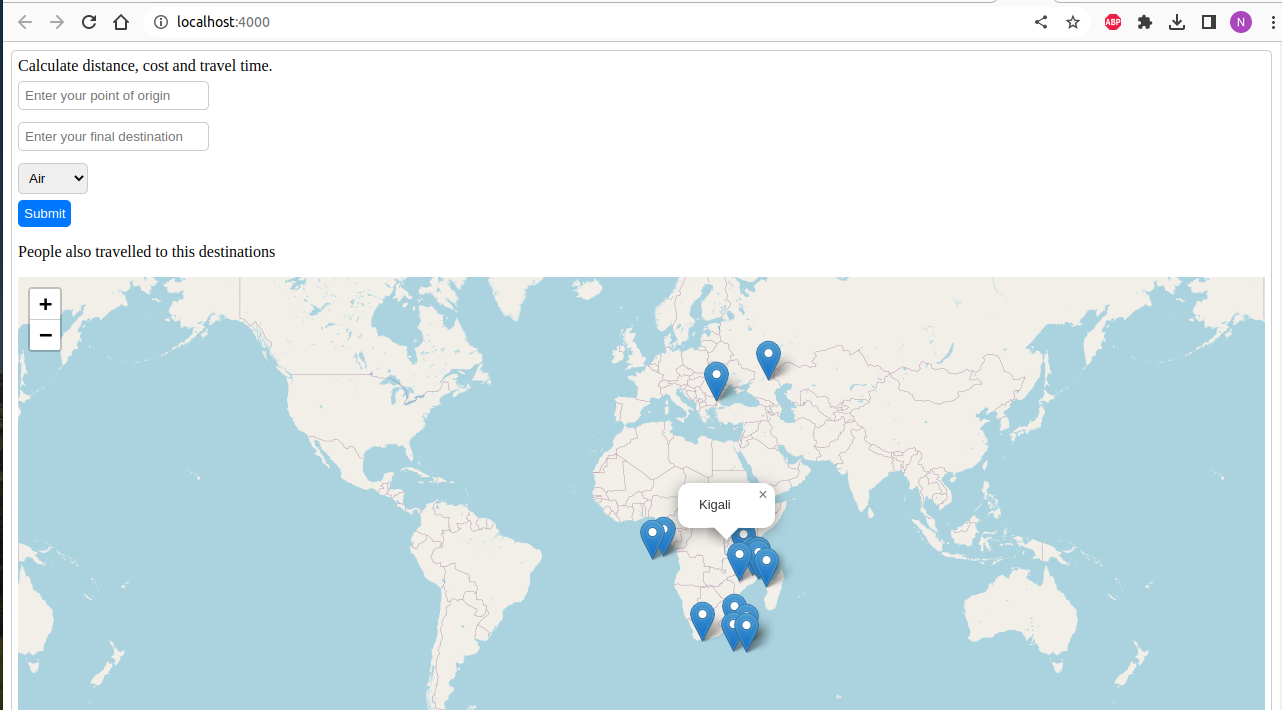 localhost:4000
ABP
N
Calculate distance, cost and travel time.
Enter your point of origin
Enter your final destination
Air
Submit
People also travelled to this destinations
+
−
Kigali
×